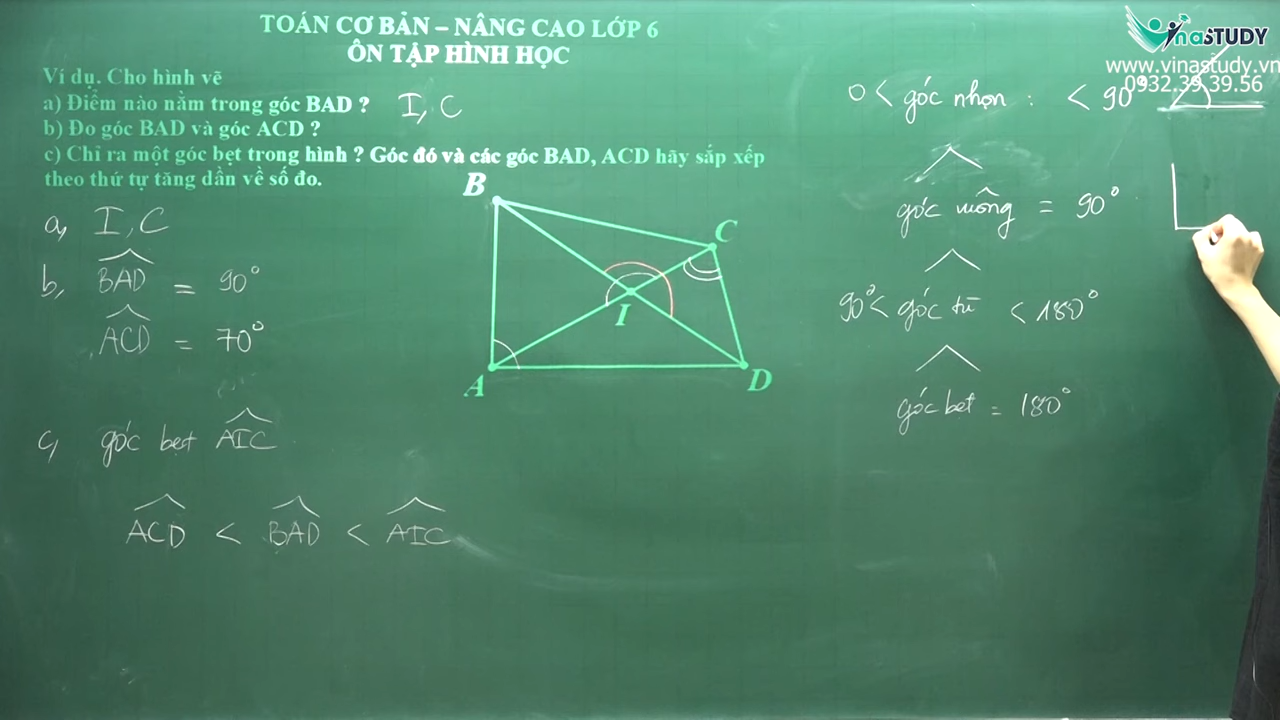 TOÁN CƠ BẢN – NÂNG CAO LỚP 6
ÔN TẬP HÌNH HỌC
VinaSTUDY
www.vinastudy.vn
0932.39.39.56
Ví dụ. Cho hình vẽ
a) Điểm nào nằm trong góc BAD ? I, C
b) Đo góc BAD và góc ACD ?
c) Chỉ ra một góc bẹt trong hình ? Góc đó và các góc BAD, ACD hãy sắp xếp
theo thứ tự tăng dần về số đo.
a, I, C
b, BAD = 90°
ACD = 70°
c, góc bẹt AIC
ACD < BAD < AIC
B
C
I
A
D
0 < góc nhọn : < 90°
góc vuông = 90°
90° < góc tù < 180°
góc bẹt = 180°